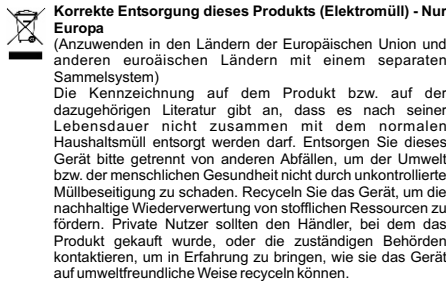 Korrekte Entsorgung dieses Produkts (Elektromüll) - Nur
Europa
(Anzuwenden in den Ländern der Europäischen Union und
anderen euroäischen Ländern mit einem separaten
Sammelsystem)
Die Kennzeichnung auf dem Produkt bzw. auf der
dazugehörigen Literatur gibt an, dass es nach seiner
Lebensdauer nicht zusammen mit dem normalen
Haushaltsmüll entsorgt werden darf. Entsorgen Sie dieses
Gerät bitte getrennt von anderen Abfällen, um der Umwelt
bzw. der menschlichen Gesundheit nicht durch unkontrollierte
Müllbeseitigung zu schaden. Recyceln Sie das Gerät, um die
nachhaltige Wiederverwertung von stofflichen Ressourcen zu
fördern. Private Nutzer sollten den Händler, bei dem das
Produkt gekauft wurde, oder die zuständigen Behörden
kontaktieren, um in Erfahrung zu bringen, wie sie das Gerät
auf umweltfreundliche Weise recyceln können.